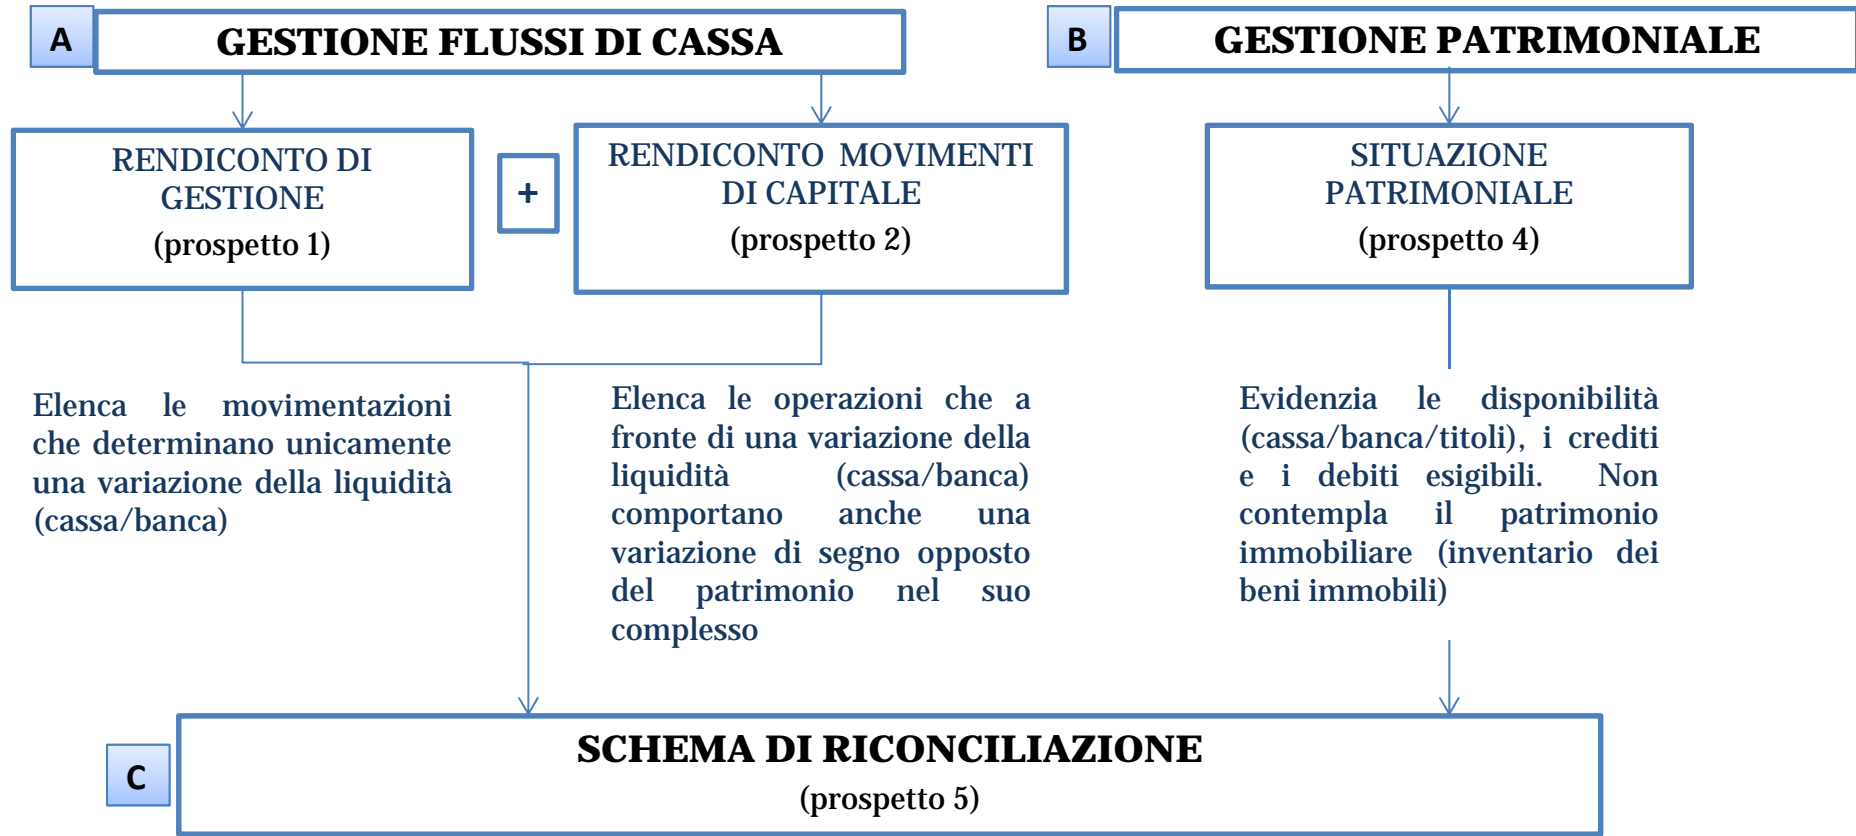 A
GESTIONE FLUSSI DI CASSA
B
GESTIONE PATRIMONIALE
RENDICONTO DI
GESTIONE
(prospetto 1)
+
RENDICONTO MOVIMENTI
DI CAPITALE
(prospetto 2)
SITUAZIONE
PATRIMONIALE
(prospetto 4)
Elenca le movimentazioni
che determinano unicamente
una variazione della liquidità
(cassa/banca)
Elenca le operazioni che a
fronte di una variazione della
liquidità (cassa/banca)
comportano anche una
variazione di segno opposto
del patrimonio nel suo
complesso
Evidenzia le disponibilità
(cassa/banca/titoli), i crediti
e i debiti esigibili. Non
contempla il patrimonio
immobiliare (inventario dei
beni immobili)
C
SCHEMA DI RICONCILIAZIONE
(prospetto 5)